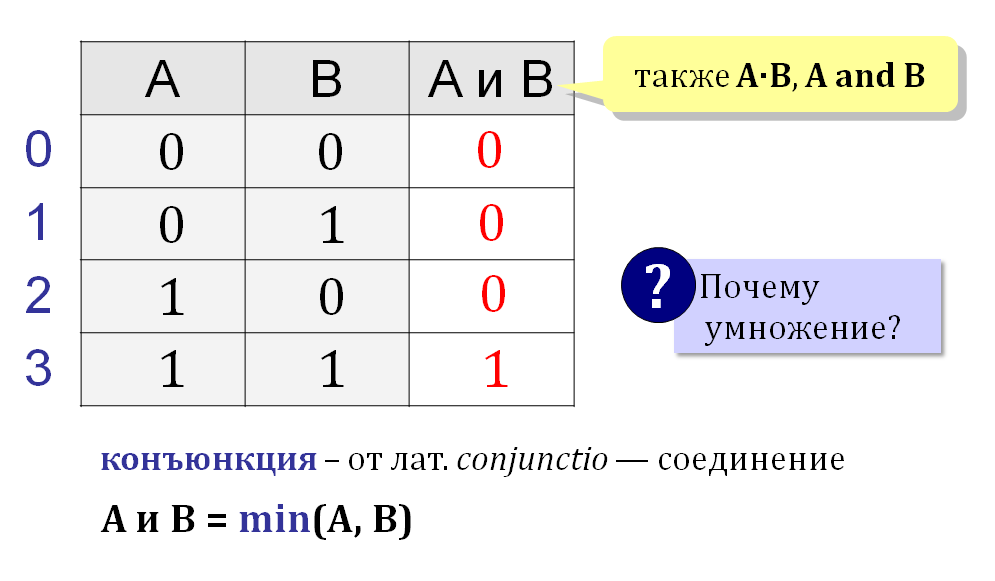 A B А и B
также A·B, A and B
0 0 0 0
1 0 1 0
2 1 0 0
3 1 1 1
?
Почему
умножение?
конъюнкция – от лат. conjunctio — соединение
А и B = min(A, B)